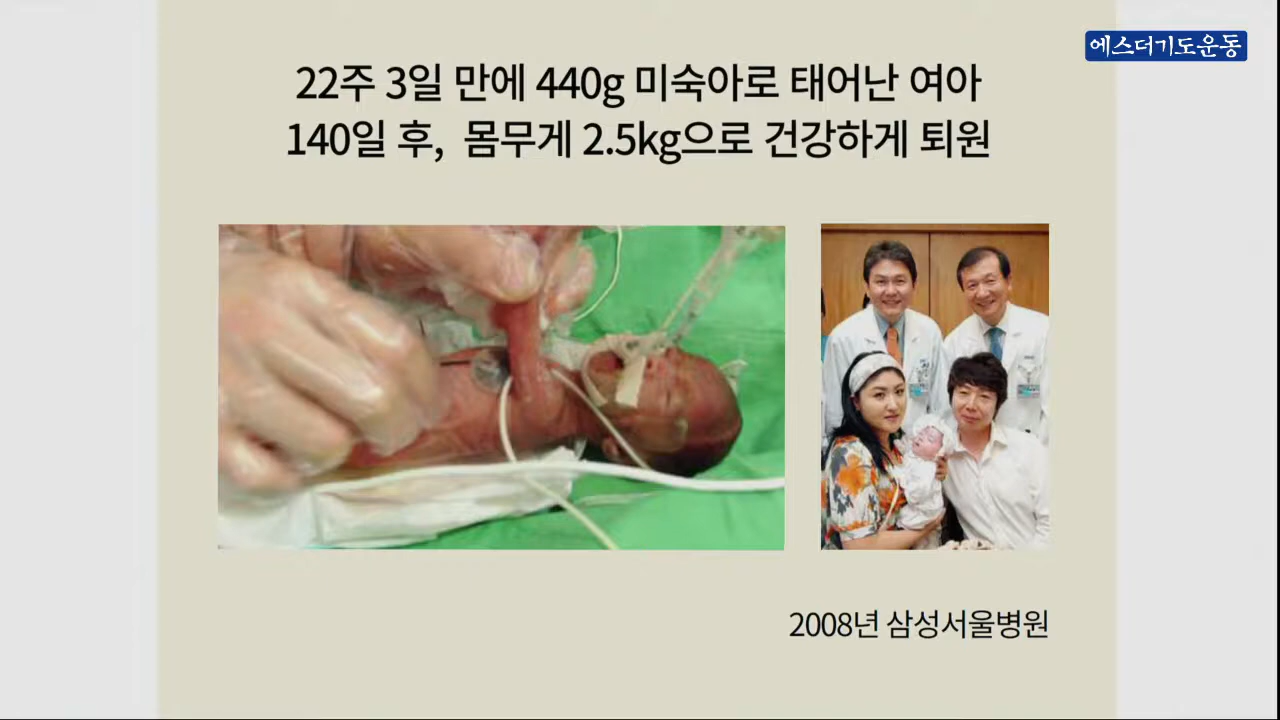 에스더기도운동
22주 3일 만에 440g 미숙아로 태어난 여아
140일 후, 몸무게 2.5kg으로 건강하게 퇴원
2008년 삼성서울병원